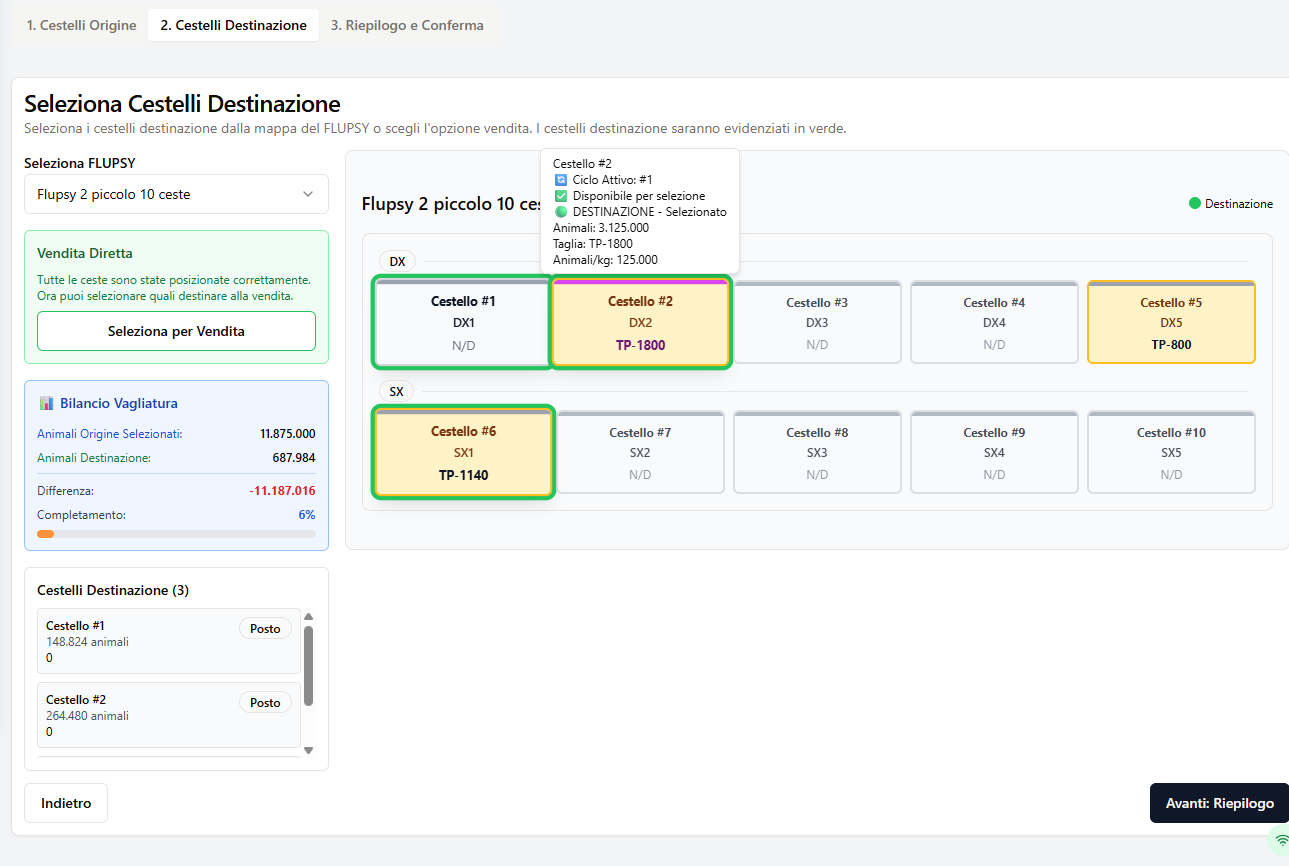 1. Cestelli Origine
2. Cestelli Destinazione
3. Riepilogo e Conferma
Seleziona Cestelli Destinazione
Seleziona i cestelli destinazione dalla mappa del FLUPSY o scegli l'opzione vendita. I cestelli destinazione saranno evidenziati in verde.
Seleziona FLUPSY
Flupsy 2 piccolo 10 ceste
Vendita Diretta
Tutte le ceste sono state posizionate correttamente.
Ora puoi selezionare quali destinare alla vendita.
Seleziona per Vendita
Bilancio Vagliatura
Animali Origine Selezionati: 11.875.000
Animali Destinazione: 687.984
Differenza: -11.187.016
Completamento: 6%
Cestelli Destinazione (3)
Cestello #1
Posto
148.824 animali
0
Cestello #2
Posto
264.480 animali
0
Indietro
Cestello #2
Ciclo Attivo: #1
Disponibile per selezione
DESTINAZIONE - Selezionato
Animali: 3.125.000
Taglia: TP-1800
Animali/kg: 125.000
Flupsy 2 piccolo 10 ces
Destinazione
DX
Cestello #1
DX1
N/D
Cestello #2
DX2
TP-1800
Cestello #3
DX3
N/D
Cestello #4
DX4
N/D
Cestello #5
DX5
TP-800
SX
Cestello #6
SX1
TP-1140
Cestello #7
SX2
N/D
Cestello #8
SX3
N/D
Cestello #9
SX4
N/D
Cestello #10
SX5
N/D
Avanti: Riepilogo